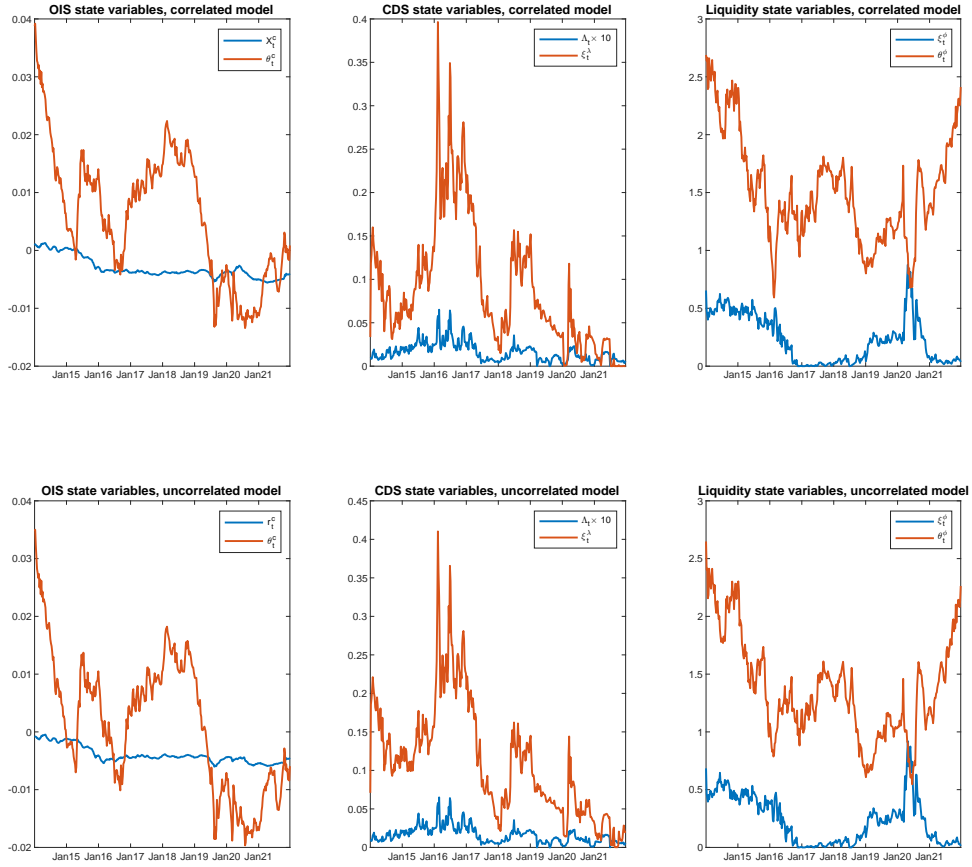 OIS state variables, correlated model
0.04
0.03
0.02
0.01
0
-0.01
-0.02
Jan15 Jan16 Jan17 Jan18 Jan19 Jan20 Jan21
X_t^c
θ_t^c
CDS state variables, correlated model
0.4
0.35
0.3
0.25
0.2
0.15
0.1
0.05
0
Jan15 Jan16 Jan17 Jan18 Jan19 Jan20 Jan21
Λ_t × 10
ξ_t^λ
Liquidity state variables, correlated model
3
2.5
2
1.5
1
0.5
0
Jan15 Jan16 Jan17 Jan18 Jan19 Jan20 Jan21
ξ_t^ϕ
θ_t^ϕ
OIS state variables, uncorrelated model
0.04
0.03
0.02
0.01
0
-0.01
-0.02
Jan15 Jan16 Jan17 Jan18 Jan19 Jan20 Jan21
r_t^c
θ_t^c
CDS state variables, uncorrelated model
0.45
0.4
0.35
0.3
0.25
0.2
0.15
0.1
0.05
0
Jan15 Jan16 Jan17 Jan18 Jan19 Jan20 Jan21
Λ_t × 10
ξ_t^λ
Liquidity state variables, uncorrelated model
3
2.5
2
1.5
1
0.5
0
Jan15 Jan16 Jan17 Jan18 Jan19 Jan20 Jan21
ξ_t^ϕ
θ_t^ϕ